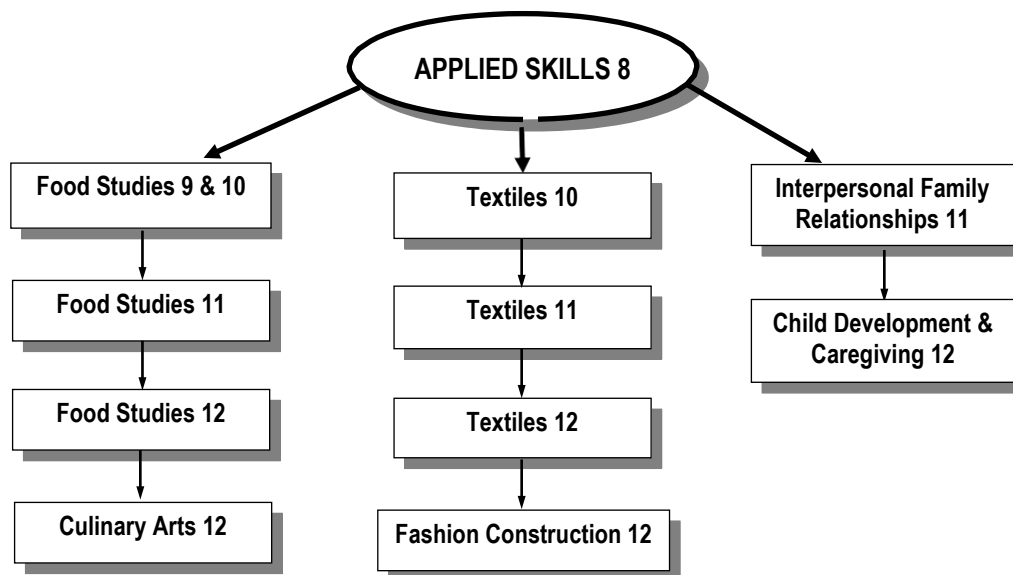 APPLIED SKILLS 8
Food Studies 9 & 10
Food Studies 11
Food Studies 12
Culinary Arts 12
Textiles 10
Textiles 11
Textiles 12
Fashion Construction 12
Interpersonal Family
Relationships 11
Child Development &
Caregiving 12